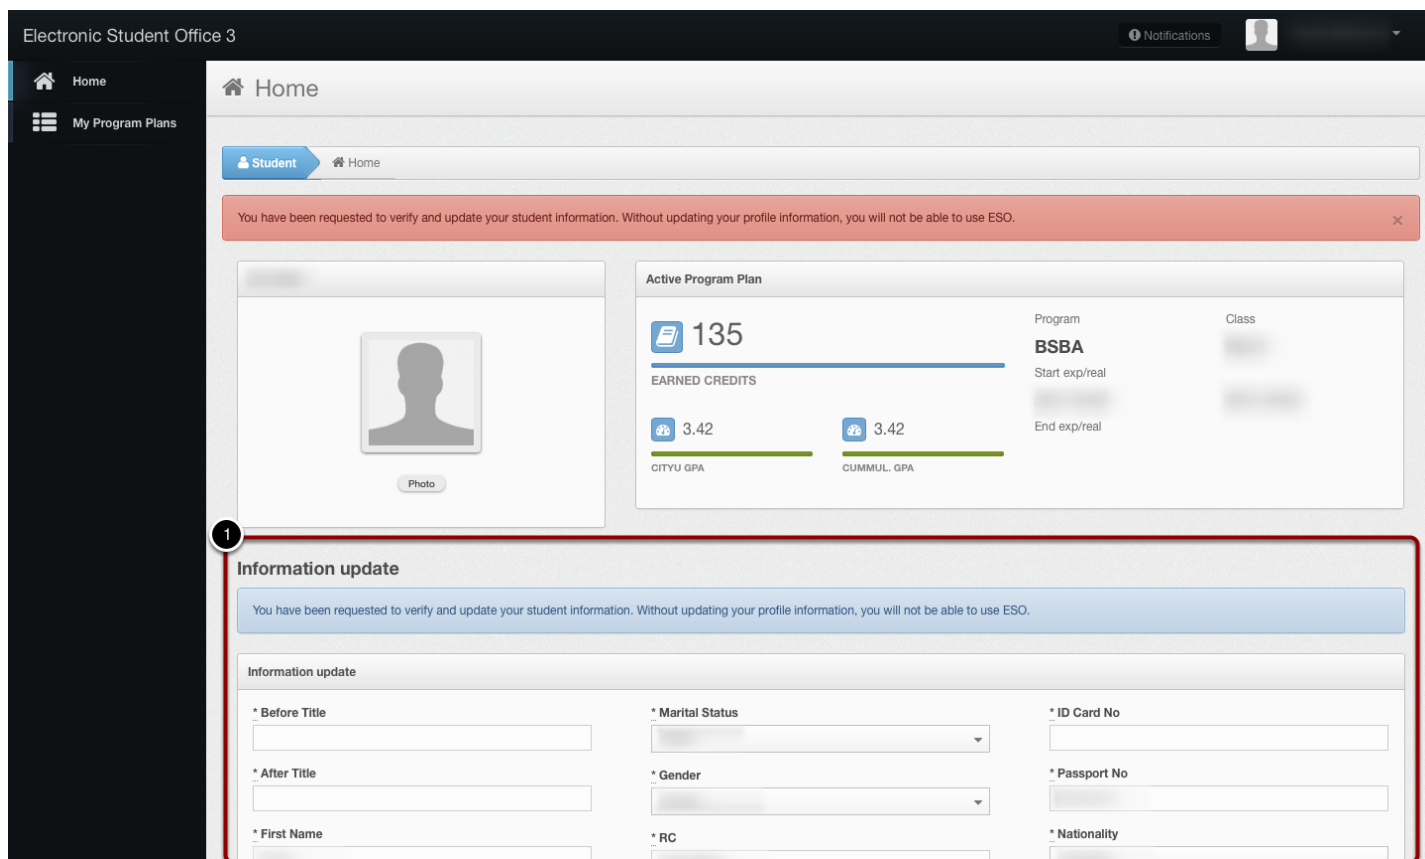 Electronic Student Office 3
Notifications
Home
My Program Plans
Home
Student
Home
You have been requested to verify and update your student information. Without updating your profile information, you will not be able to use ESO.
×
Active Program Plan
135
EARNED CREDITS
3.42
CITYU GPA
3.42
CUMMUL. GPA
Program
Class
BSBA
Start exp/real
End exp/real
Photo
1
Information update
You have been requested to verify and update your student information. Without updating your profile information, you will not be able to use ESO.
Information update
* Before Title
* Marital Status
* ID Card No
* After Title
* Gender
* Passport No
* First Name
* RC
* Nationality